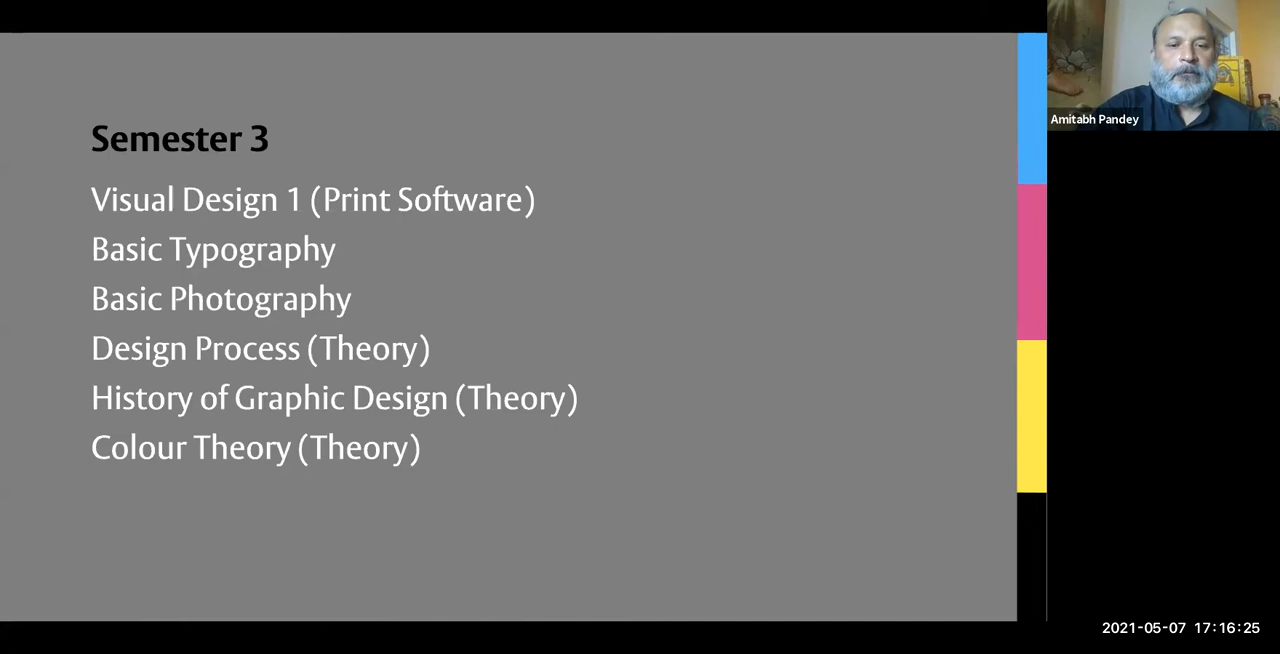 Semester 3
Visual Design 1 (Print Software)
Basic Typography
Basic Photography
Design Process (Theory)
History of Graphic Design (Theory)
Colour Theory (Theory)
Amitabh Pandey
2021-05-07 17:16:25